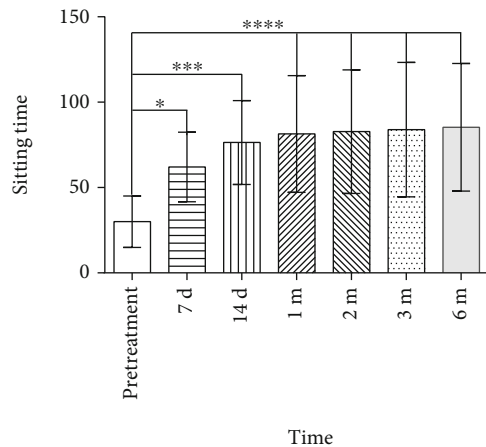 150
100
50
0
Sitting time
****
***
*
Pretreatment
7 d
14 d
1 m
2 m
3 m
6 m
Time